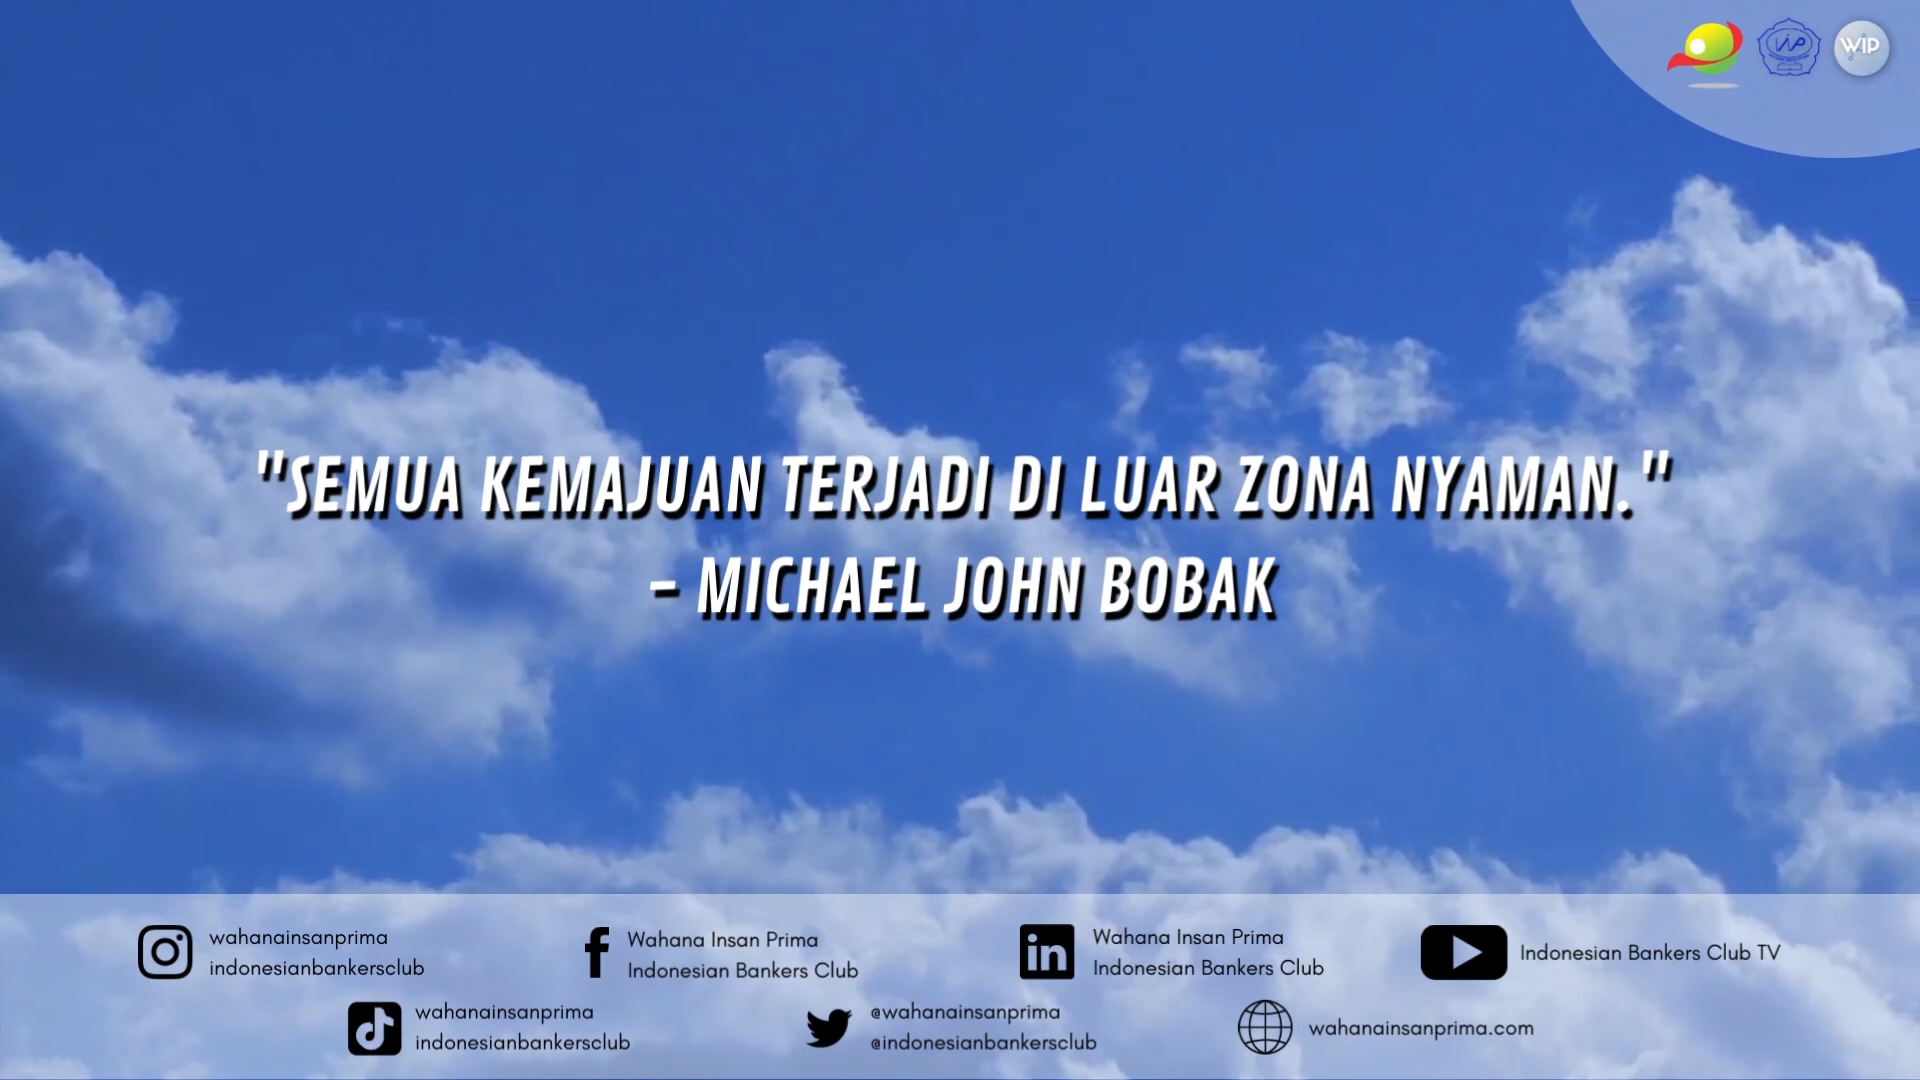 WIP
WIP
"SEMUA KEMAJUAN TERJADI DI LUAR ZONA NYAMAN."
- MICHAEL JOHN BOBAK
wahanainsanprima
indonesianbankersclub
Wahana Insan Prima
Indonesian Bankers Club
Wahana Insan Prima
Indonesian Bankers Club
Indonesian Bankers Club TV
wahanainsanprima
indonesianbankersclub
@wahanainsanprima
@indonesianbankersclub
wahanainsanprima.com